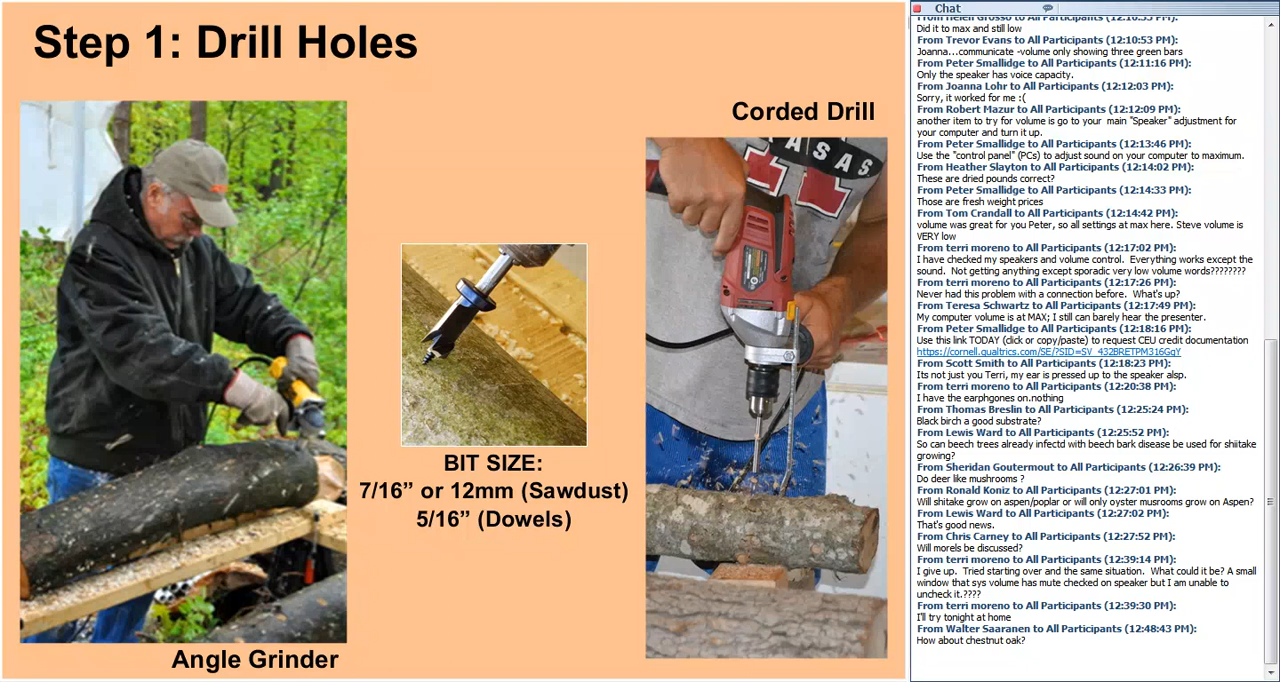 Step 1: Drill Holes
Corded Drill
BIT SIZE:
7/16” or 12mm (Sawdust)
5/16” (Dowels)
Angle Grinder
SAS
Chat
From Helen Grosso to All Participants (12:10:53 PM):
Did it to max and still low
From Trevor Evans to All Participants (12:10:53 PM):
Joanna...communicate -volume only showing three green bars
From Peter Smallidge to All Participants (12:11:16 PM):
Only the speaker has voice capacity.
From Joanna Lohr to All Participants (12:12:03 PM):
Sorry, it worked for me :(
From Robert Mazur to All Participants (12:12:09 PM):
another item to try for volume is go to your  main "Speaker" adjustment for
your computer and turn it up.
From Peter Smallidge to All Participants (12:13:46 PM):
Use the "control panel" (PCs) to adjust sound on your computer to maximum.
From Heather Slayton to All Participants (12:14:02 PM):
These are dried pounds correct?
From Peter Smallidge to All Participants (12:14:33 PM):
Those are fresh weight prices
From Tom Crandall to All Participants (12:14:42 PM):
volume was great for you Peter, so all settings at max here. Steve volume is
VERY low
From terri moreno to All Participants (12:17:02 PM):
I have checked my speakers and volume control.  Everything works except the
sound.  Not getting anything except sporadic very low volume words????????
From terri moreno to All Participants (12:17:26 PM):
Never had this problem with a connection before.  What's up?
From Teresa Schwartz to All Participants (12:17:49 PM):
My computer volume is at MAX; I still can barely hear the presenter.
From Peter Smallidge to All Participants (12:18:16 PM):
Use this link TODAY (click or copy/paste) to request CEU credit documentation
https://cornell.qualtrics.com/SE/?SID=SV_432BRETPM316GgY
From Scott Smith to All Participants (12:18:23 PM):
Its not just you Terri, my ear is pressed up to the speaker alsp.
From terri moreno to All Participants (12:20:38 PM):
I have the earphgones on.nothing
From Thomas Breslin to All Participants (12:25:24 PM):
Black birch a good substrate?
From Lewis Ward to All Participants (12:25:52 PM):
So can beech trees already infectd with beech bark disease be used for shiitake
growing?
From Sheridan Goutermout to All Participants (12:26:39 PM):
Do deer like mushrooms ?
From Ronald Koniz to All Participants (12:27:01 PM):
Will shitake grow on aspen/poplar or will only oyster musrooms grow on Aspen?
From Lewis Ward to All Participants (12:27:02 PM):
That's good news.
From Chris Carney to All Participants (12:27:52 PM):
Will morels be discussed?
From terri moreno to All Participants (12:39:14 PM):
I give up.  Tried starting over and the same situation.  What could it be? A small
window that sys volume has mute checked on speaker but I am unable to
uncheck it.????
From terri moreno to All Participants (12:39:30 PM):
I'll try tonight at home
From Walter Saaranen to All Participants (12:48:43 PM):
How about chestnut oak?